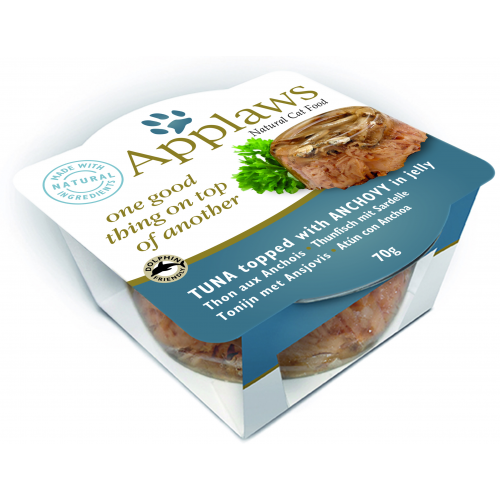 Applaws
Natural Cat Food
MADE WITH
NATURAL
INGREDIENTS
one good
thing on top
of another
DOLPHIN
FRIENDLY
TUNA topped with ANCHOVY in jelly
Thon aux Anchois / Thunfisch mit Sardelle
Tonijn met Ansjovis / Atún con Anchoa
70g